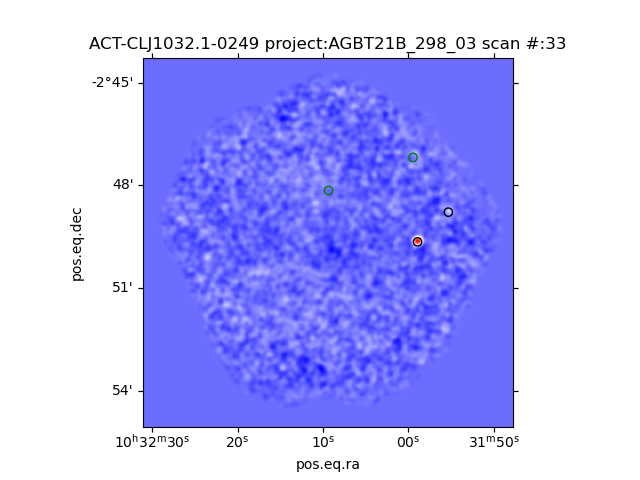 ACT-CLJ1032.1-0249 project:AGBT21B_298_03 scan #:33
-2°45'
48'
51'
54'
pos.eq.dec
10ʰ32ᵐ30ˢ 20ˢ 10ˢ 00ˢ 31ᵐ50ˢ
pos.eq.ra